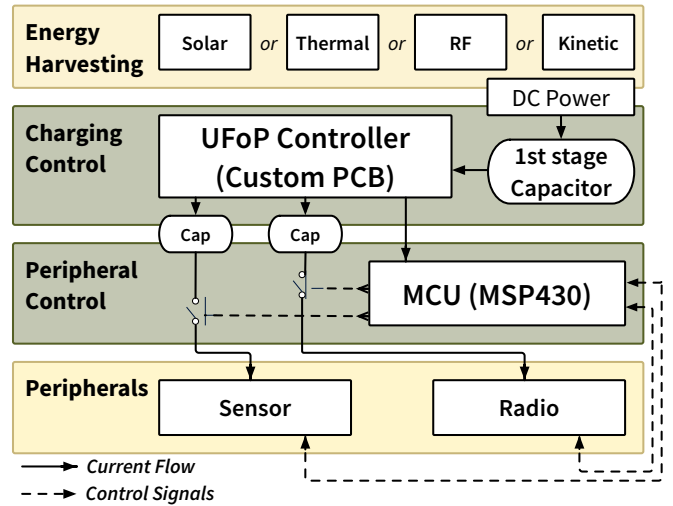 Energy
Harvesting
Solar or Thermal or RF or Kinetic
DC Power
Charging
Control
UFoP Controller
(Custom PCB)
1st stage
Capacitor
Cap
Cap
Peripheral
Control
MCU (MSP430)
Peripherals
Sensor
Radio
Current Flow
Control Signals